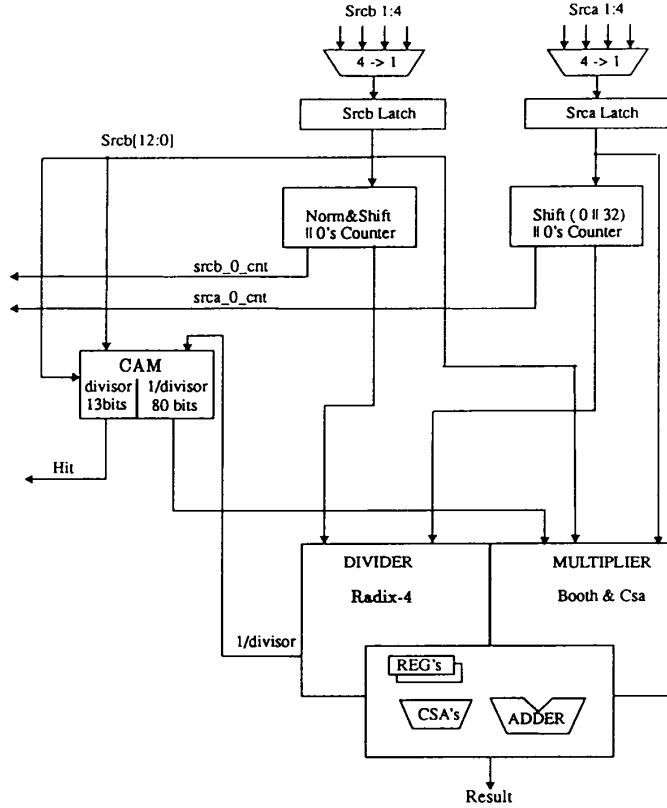 Srcb 1:4
Srca 1:4
4 -> 1
4 -> 1
Srcb Latch
Srca Latch
Srcb[12:0]
Norm&Shift
|| 0's Counter
Shift ( 0 || 32)
|| 0's Counter
srcb_0_cnt
srca_0_cnt
CAM
divisor
13bits
1/divisor
80 bits
Hit
DIVIDER
MULTIPLIER
Radix-4
Booth & Csa
1/divisor
REG's
CSA's
ADDER
Result